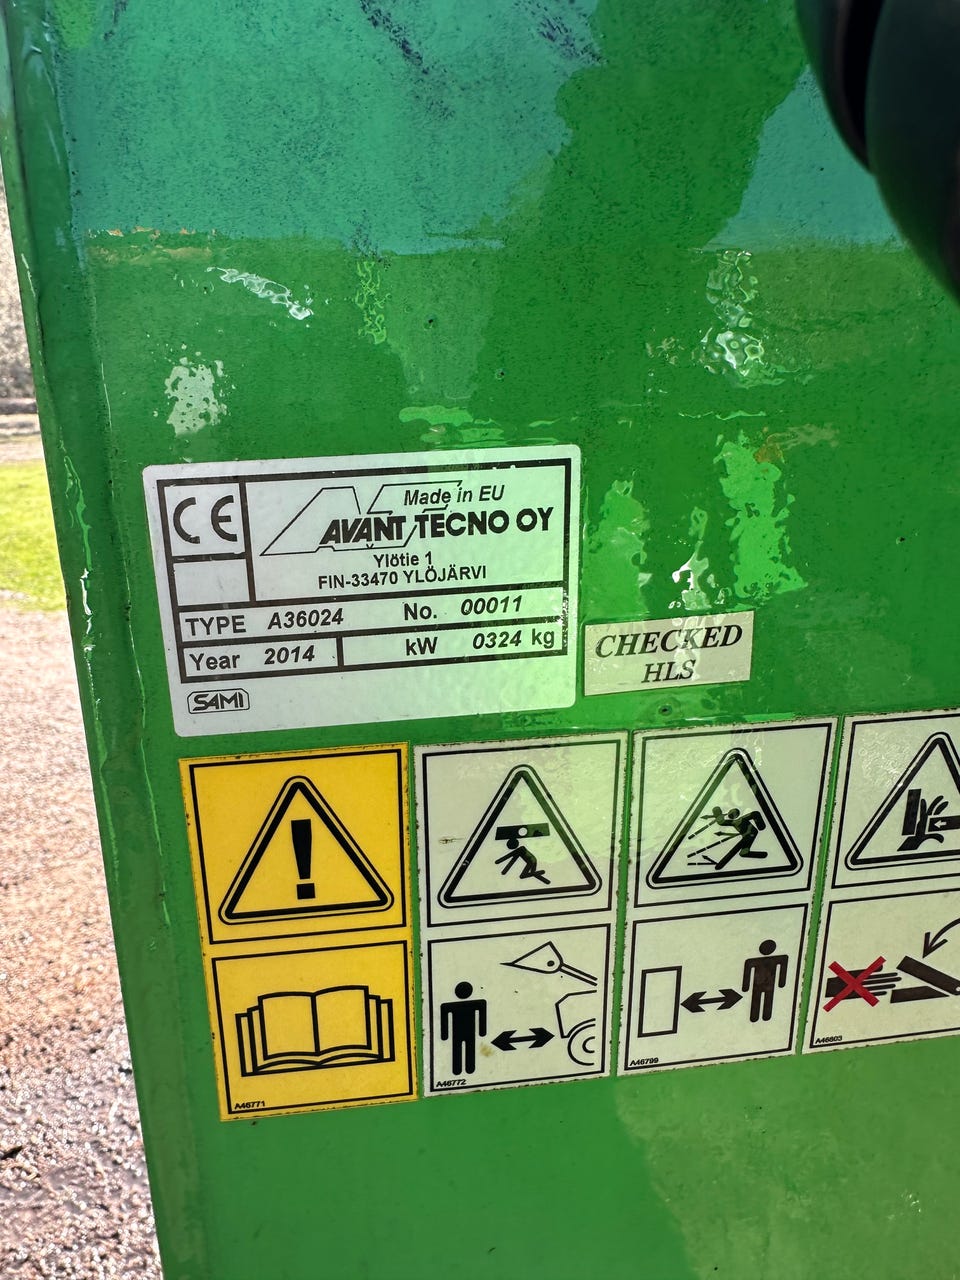 CE
Made in EU
AVANT TECNO OY
Ylötie 1
FIN-33470 YLÖJÄRVI
TYPE A36024 No. 00011
Year 2014 kW 0324 kg
SAMI
CHECKED
HLS
A46771
A46772
A46799
A46803